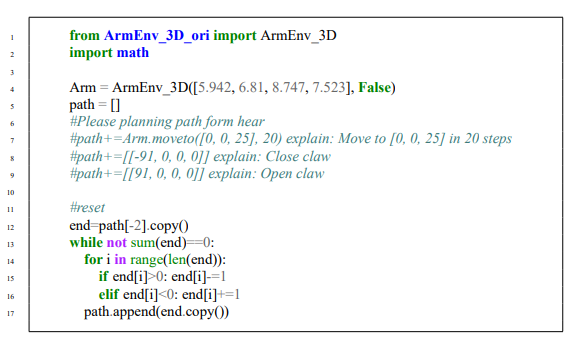 1 from ArmEnv_3D_ori import ArmEnv_3D
2 import math
3
4 Arm = ArmEnv_3D([5.942, 6.81, 8.747, 7.523], False)
5 path = []
6 #Please planning path form hear
7 #path+=Arm.moveto([0, 0, 25], 20) explain: Move to [0, 0, 25] in 20 steps
8 #path+=[[-91, 0, 0, 0]] explain: Close claw
9 #path+=[[91, 0, 0, 0]] explain: Open claw
10
11 #reset
12 end=path[-2].copy()
13 while not sum(end)==0:
14 for i in range(len(end)):
15 if end[i]>0: end[i]-=1
16 elif end[i]<0: end[i]+=1
17 path.append(end.copy())